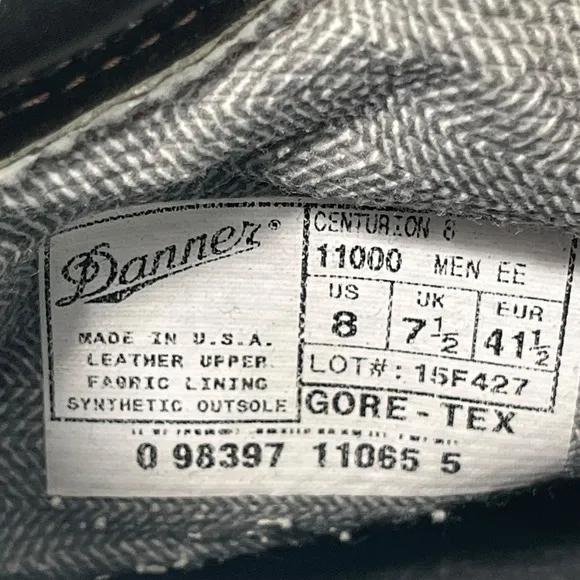 Danner®
MADE IN U.S.A.
LEATHER UPPER
FABRIC LINING
SYNTHETIC OUTSOLE
CENTURION 8
11000 MEN EE
US UK EUR
8 7½ 41½
LOT#: 15F427
GORE-TEX
0 98397 11065 5